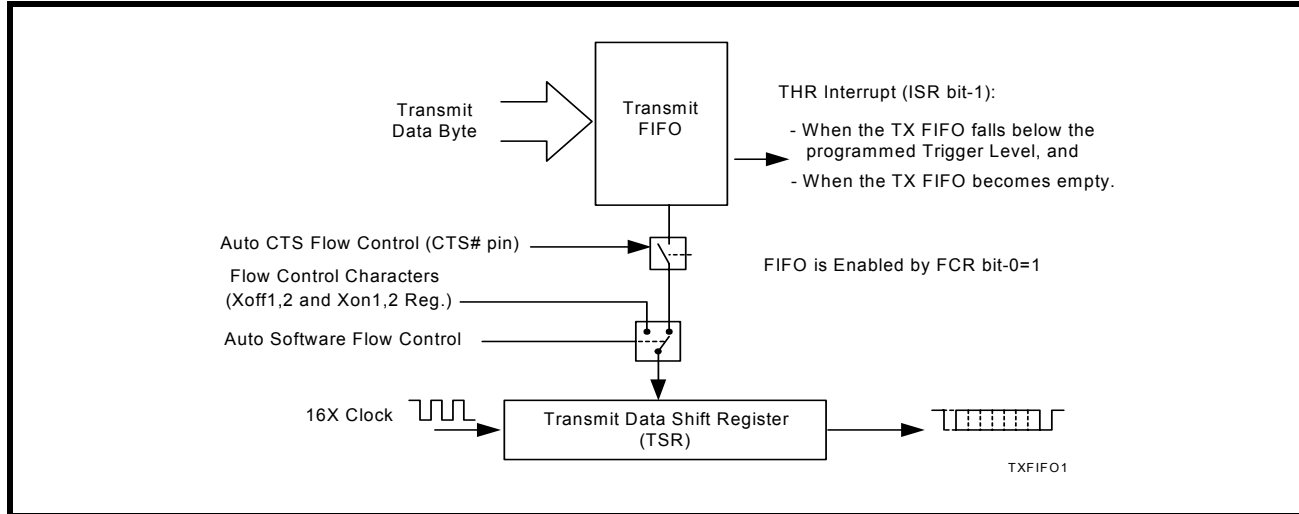 Transmit
Data Byte
Transmit
FIFO
THR Interrupt (ISR bit-1):
- When the TX FIFO falls below the
programmed Trigger Level, and
- When the TX FIFO becomes empty.
Auto CTS Flow Control (CTS# pin)
FIFO is Enabled by FCR bit-0=1
Flow Control Characters
(Xoff1,2 and Xon1,2 Reg.)
Auto Software Flow Control
16X Clock
Transmit Data Shift Register
(TSR)
TXFIFO1